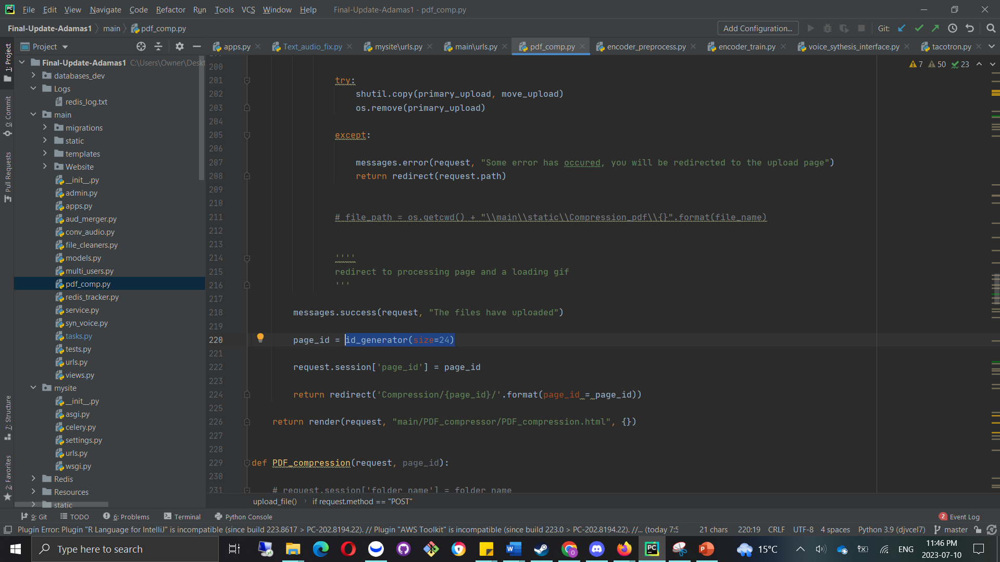 File Edit View Navigate Code Refactor Run Tools VCS Window Help Final-Update-Adamas1 - pdf_comp.py
Final-Update-Adamas1 main pdf_comp.py Add Configuration... Git:
Project apps.py Text_audio_fix.py mysite\urls.py main\urls.py pdf_comp.py encoder_preprocess.py encoder_train.py voice_sythesis_interface.py tacotron.py
1: Project
0: Commit
Pull Requests
7: Structure
2: Favorites
Final-Update-Adamas1 C:\Users\Owner\Deskt
databases_dev
Logs
redis_log.txt
main
migrations
static
templates
Website
__init__.py
admin.py
apps.py
aud_merger.py
conv_audio.py
file_cleaners.py
models.py
multi_users.py
pdf_comp.py
redis_tracker.py
service.py
syn_voice.py
tasks.py
tests.py
urls.py
views.py
mysite
__init__.py
asgi.py
celery.py
settings.py
urls.py
wsgi.py
Redis
Resources
static
7 50 23
200
201 try:
202 shutil.copy(primary_upload, move_upload)
203 os.remove(primary_upload)
204
205 except:
206
207 messages.error(request, "Some error has occured, you will be redirected to the upload page")
208 return redirect(request.path)
209
210
211 # file_path = os.getcwd() + "\\main\\static\\Compression_pdf\\{}".format(file_name)
212
213
214 ''''
215 redirect to processing page and a loading gif
216 '''
217
218 messages.success(request, "The files have uploaded")
219
220 page_id = id_generator(size=24)
221
222 request.session['page_id'] = page_id
223
224 return redirect('Compression/{page_id}/'.format(page_id = page_id))
225
226 return render(request, "main/PDF_compressor/PDF_compression.html", {})
227
228
229 def PDF_compression(request, page_id):
230
231 # request.session['folder_name'] = folder_name
upload_file() if request.method == "POST"
9: Git TODO 6: Problems Terminal Python Console 2 Event Log
Plugin Error: Plugin "R Language for IntelliJ" is incompatible (since build 223.8617 > PC-202.8194.22). // Plugin "AWS Toolkit" is incompatible (since build 223.0 > PC-202.8194.22). //... (today 7:5 21 chars 220:19 CRLF UTF-8 4 spaces Python 3.9 (djvcel7) master
Type here to search 15°C ENG 11:46 PM
2023-07-10